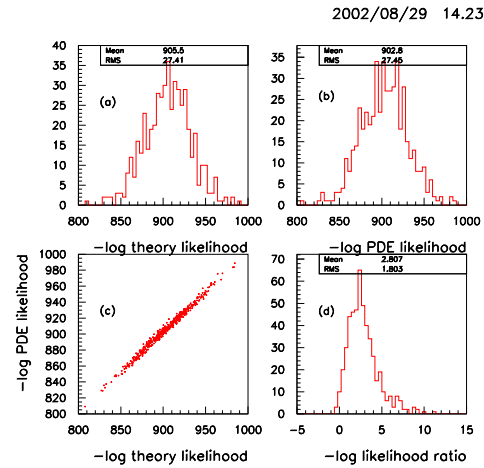 2002/08/29 14.23
40
35
30
25
20
15
10
5
0
800 850 900 950 1000
Mean 905.5
RMS 27.41
(a)
-log theory likelihood
35
30
25
20
15
10
5
0
800 850 900 950 1000
Mean 902.8
RMS 27.45
(b)
-log PDE likelihood
1000
980
960
940
920
900
880
860
840
820
800
800 850 900 950 1000
(c)
-log PDE likelihood
-log theory likelihood
70
60
50
40
30
20
10
0
-5 0 5 10 15
Mean 2.807
RMS 1.803
(d)
-log likelihood ratio